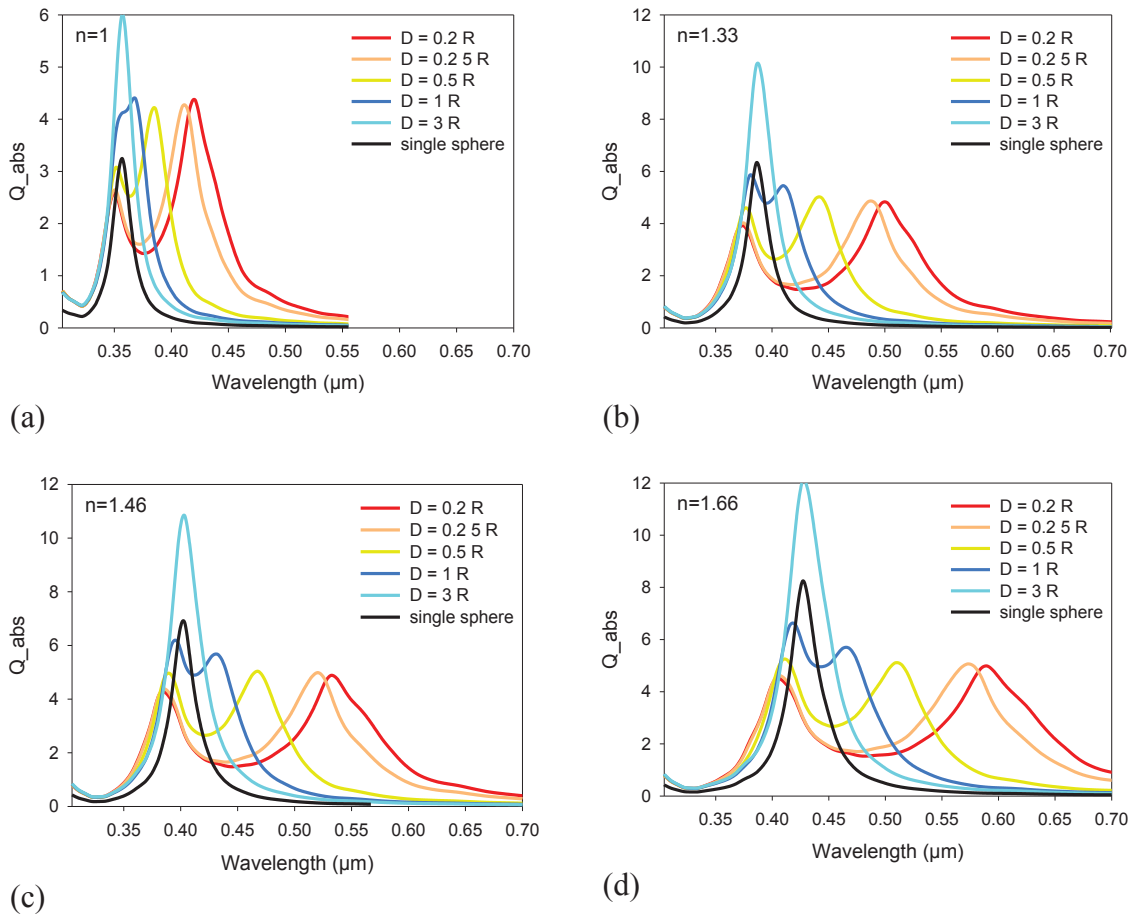 n=1
D = 0.2 R
D = 0.2 5 R
D = 0.5 R
D = 1 R
D = 3 R
single sphere
Q_abs
6
5
4
3
2
1
0
0.35 0.40 0.45 0.50 0.55 0.60 0.65 0.70
Wavelength (µm)
(a)
n=1.33
D = 0.2 R
D = 0.2 5 R
D = 0.5 R
D = 1 R
D = 3 R
single sphere
Q_abs
12
10
8
6
4
2
0
0.35 0.40 0.45 0.50 0.55 0.60 0.65 0.70
Wavelength (µm)
(b)
n=1.46
D = 0.2 R
D = 0.2 5 R
D = 0.5 R
D = 1 R
D = 3 R
single sphere
Q_abs
12
10
8
6
4
2
0
0.35 0.40 0.45 0.50 0.55 0.60 0.65 0.70
Wavelength (µm)
(c)
n=1.66
D = 0.2 R
D = 0.2 5 R
D = 0.5 R
D = 1 R
D = 3 R
single sphere
Q_abs
12
10
8
6
4
2
0
0.35 0.40 0.45 0.50 0.55 0.60 0.65 0.70
Wavelength (µm)
(d)